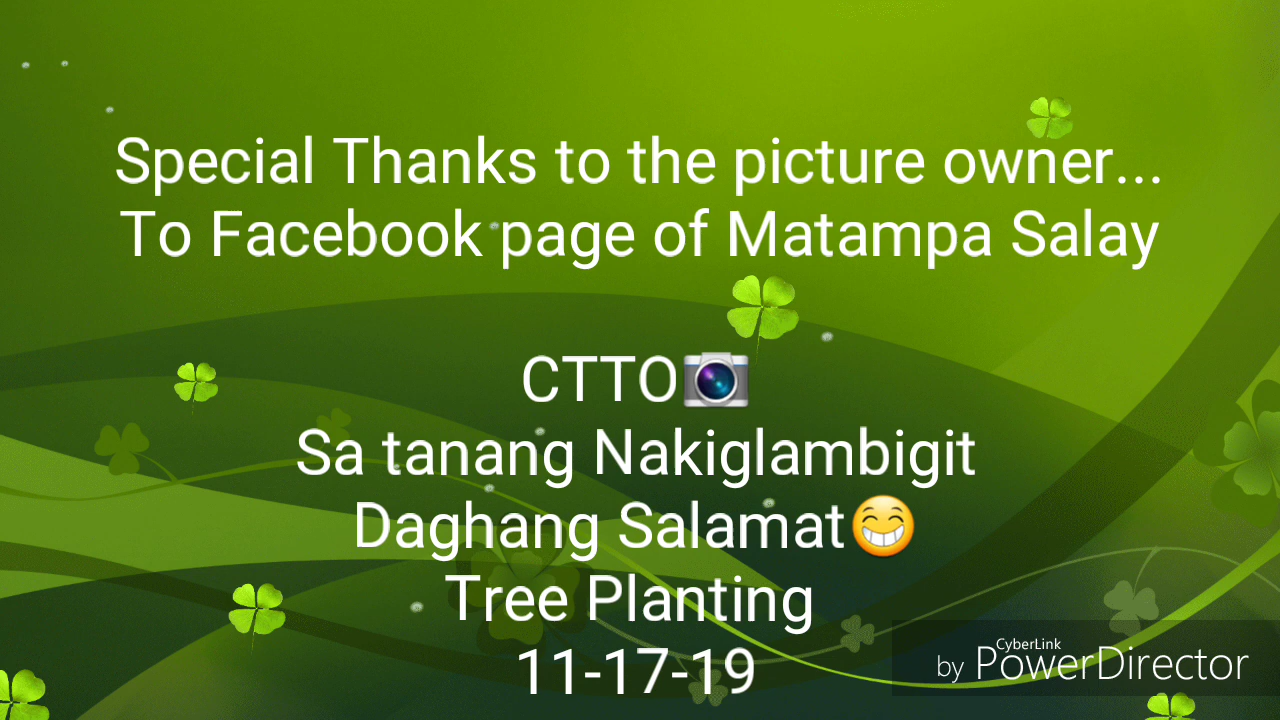 Special Thanks to the picture owner...
To Facebook page of Matampa Salay
CTTO📷
Sa tanang Nakiglambigit
Daghang Salamat😁
Tree Planting
11-17-19
by CyberLink PowerDirector